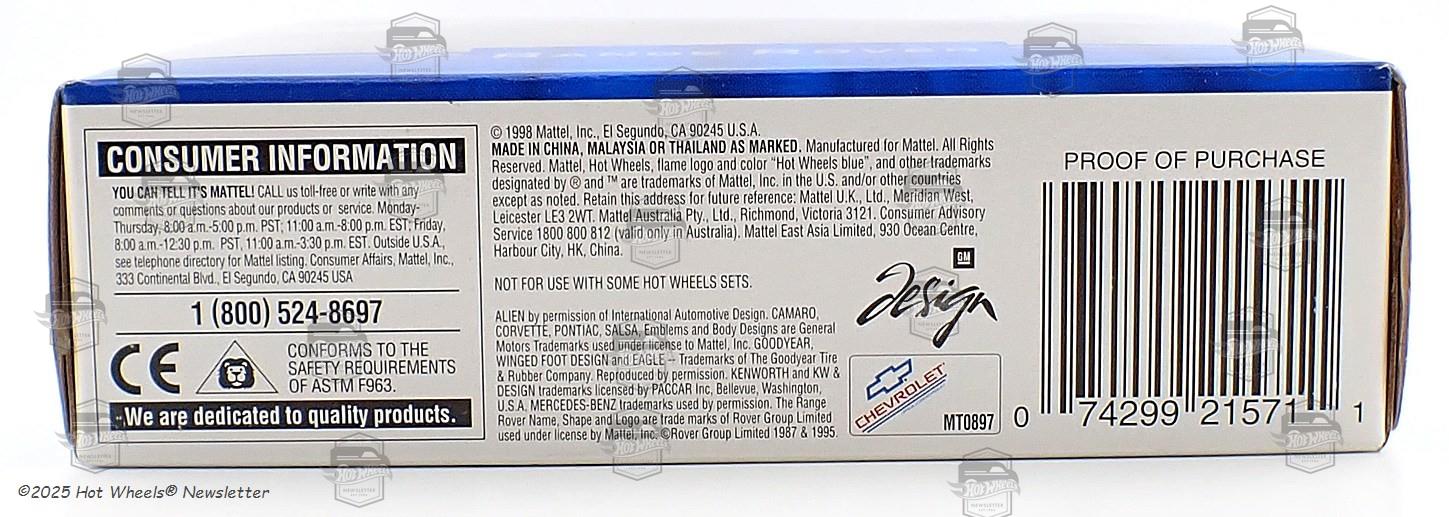 RANGE ROVER
CONSUMER INFORMATION
YOU CAN TELL IT'S MATTEL! CALL us toll-free or write with any
comments or questions about our products or service. Monday-
Thursday, 8:00 a.m.-5:00 p.m. PST; 11:00 a.m.-8:00 p.m. EST; Friday,
8:00 a.m.-12:30 p.m. PST, 11:00 a.m.-3:30 p.m. EST. Outside U.S.A.,
see telephone directory for Mattel listing. Consumer Affairs, Mattel, Inc.,
333 Continental Blvd., El Segundo, CA 90245 USA
1 (800) 524-8697
CE
CONFORMS TO THE
SAFETY REQUIREMENTS
OF ASTM F963.
We are dedicated to quality products.
© 1998 Mattel, Inc., El Segundo, CA 90245 U.S.A.
MADE IN CHINA, MALAYSIA OR THAILAND AS MARKED. Manufactured for Mattel. All Rights
Reserved. Mattel, Hot Wheels, flame logo and color "Hot Wheels blue", and other trademarks
designated by ® and ™ are trademarks of Mattel, Inc. in the U.S. and/or other countries
except as noted. Retain this address for future reference: Mattel U.K., Ltd., Meridian West,
Leicester LE3 2WT. Mattel Australia Pty., Ltd., Richmond, Victoria 3121. Consumer Advisory
Service 1800 800 812 (valid only in Australia). Mattel East Asia Limited, 930 Ocean Centre,
Harbour City, HK, China.
NOT FOR USE WITH SOME HOT WHEELS SETS.
ALIEN by permission of International Automotive Design. CAMARO,
CORVETTE, PONTIAC, SALSA, Emblems and Body Designs are General
Motors Trademarks used under license to Mattel, Inc. GOODYEAR,
WINGED FOOT DESIGN and EAGLE – Trademarks of The Goodyear Tire
& Rubber Company. Reproduced by permission. KENWORTH and KW &
DESIGN trademarks licensed by PACCAR Inc, Bellevue, Washington,
U.S.A. MERCEDES-BENZ trademarks used by permission. The Range
Rover Name, Shape and Logo are trade marks of Rover Group Limited
used under license by Mattel, Inc. ©Rover Group Limited 1987 & 1995.
GM
design
CHEVROLET
MT0897
PROOF OF PURCHASE
0 74299 21571 1
©2025 Hot Wheels® Newsletter